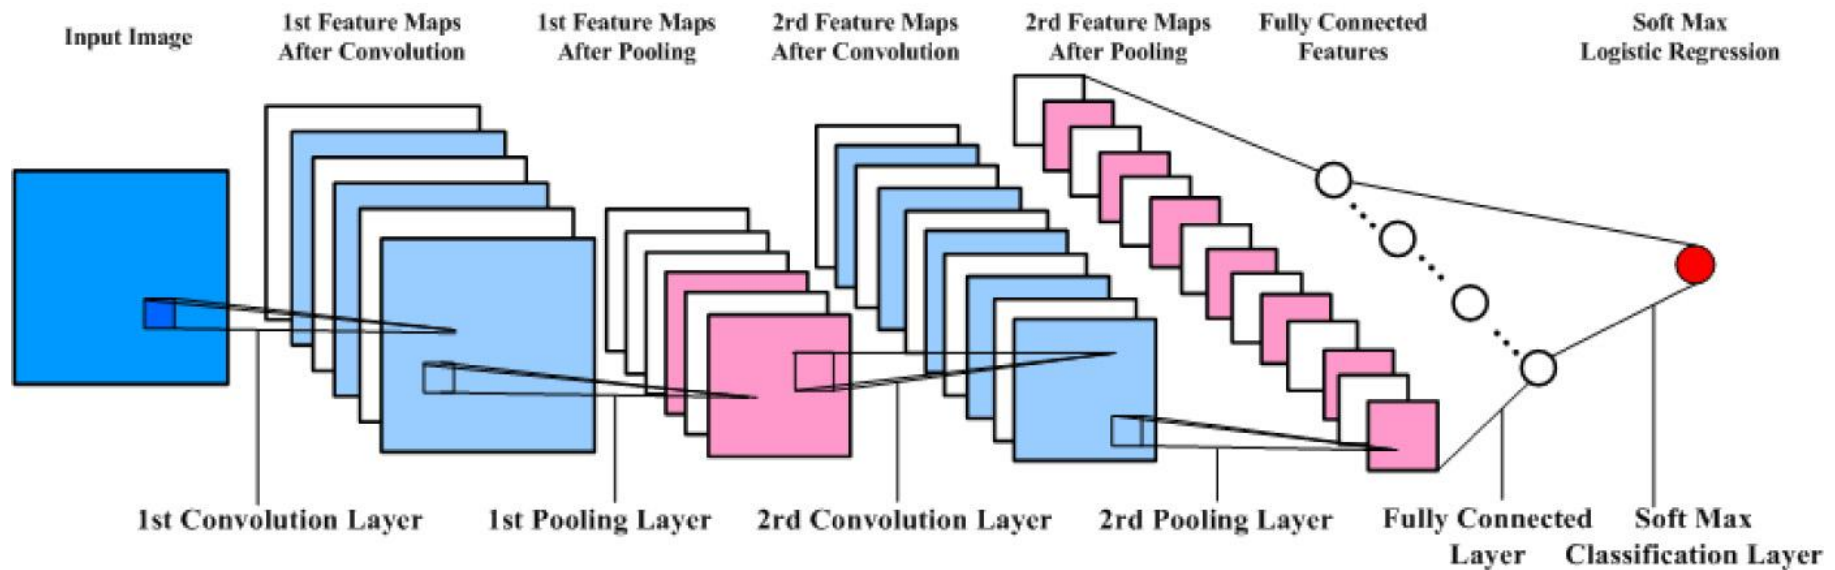 Input Image
1st Feature Maps
After Convolution
1st Feature Maps
After Pooling
2rd Feature Maps
After Convolution
2rd Feature Maps
After Pooling
Fully Connected
Features
Soft Max
Logistic Regression
1st Convolution Layer
1st Pooling Layer
2rd Convolution Layer
2rd Pooling Layer
Fully Connected
Layer
Soft Max
Classification Layer